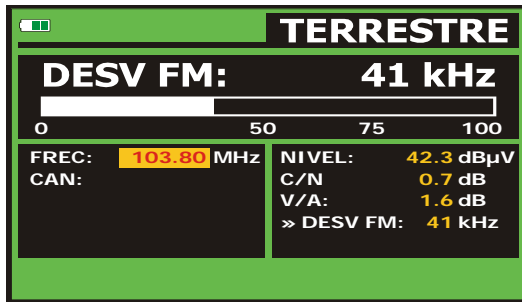 TERRESTRE
DESV FM: 41 kHz
0 50 75 100
FREC: 103.80 MHz
CAN:
NIVEL: 42.3 dBµV
C/N 0.7 dB
V/A: 1.6 dB
» DESV FM: 41 kHz